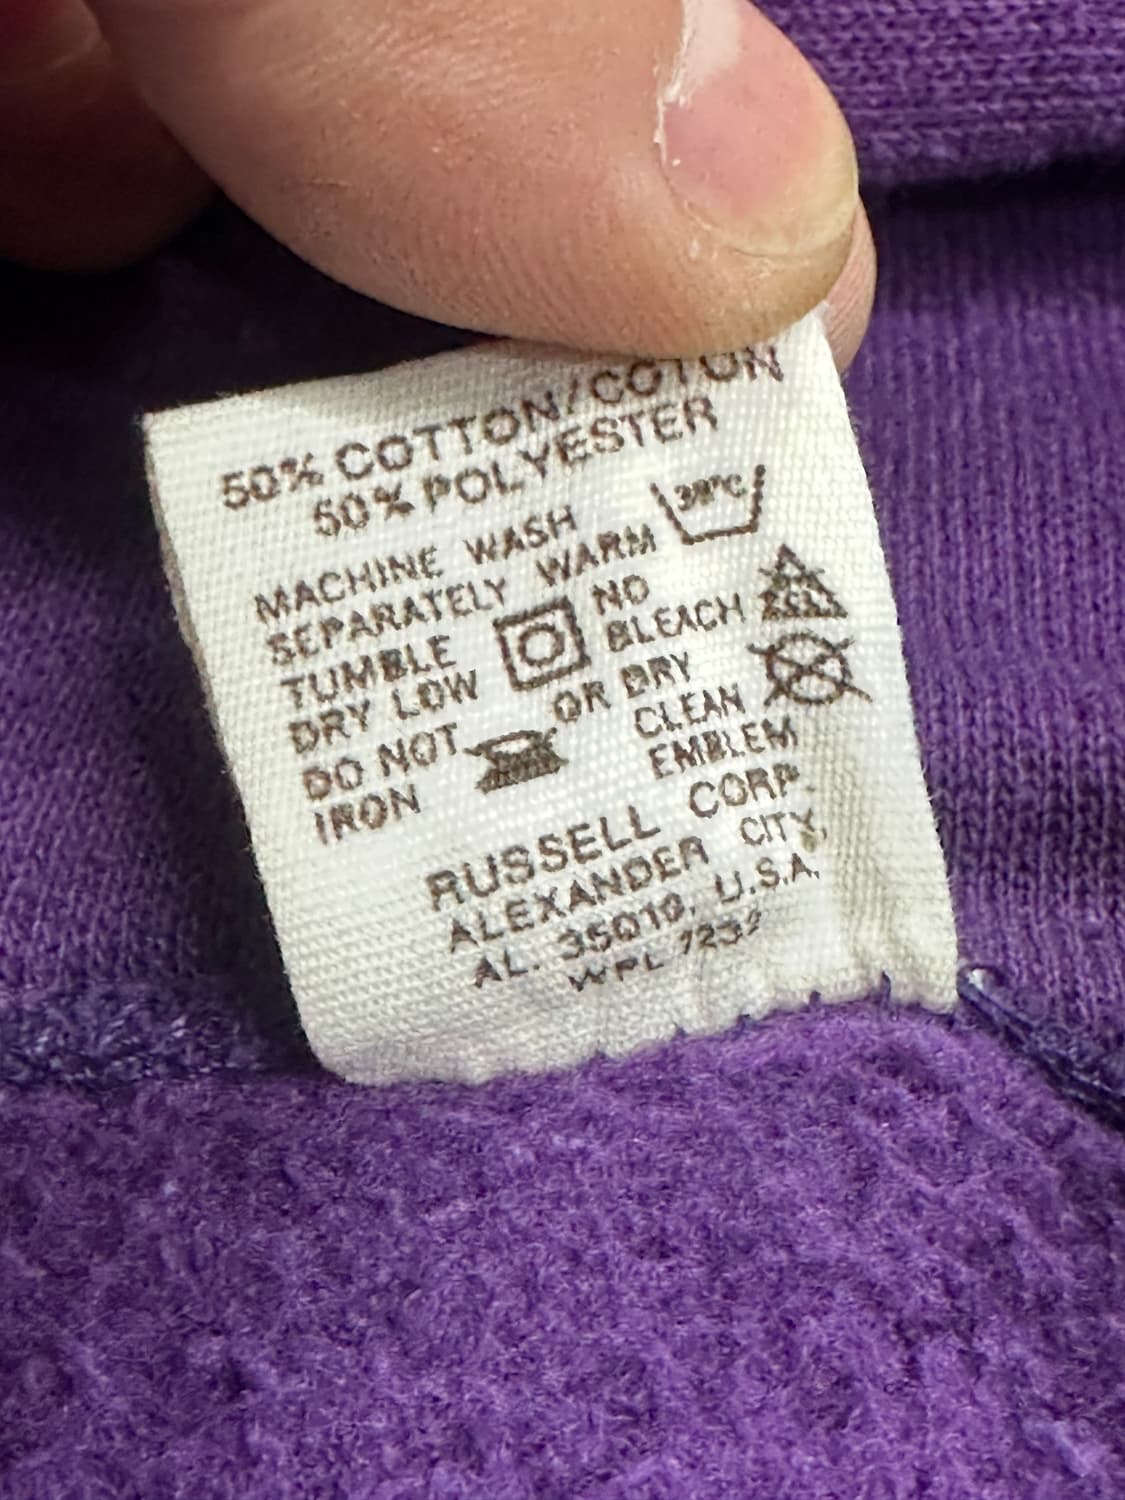 50% COTTON/COTON
50% POLYESTER
MACHINE WASH
SEPARATELY WARM
TUMBLE
DRY LOW
NO
BLEACH
DO NOT
IRON
OR DRY
CLEAN
EMBLEM
RUSSELL CORP.
ALEXANDER CITY,
AL. 35010, U.S.A.
WPL